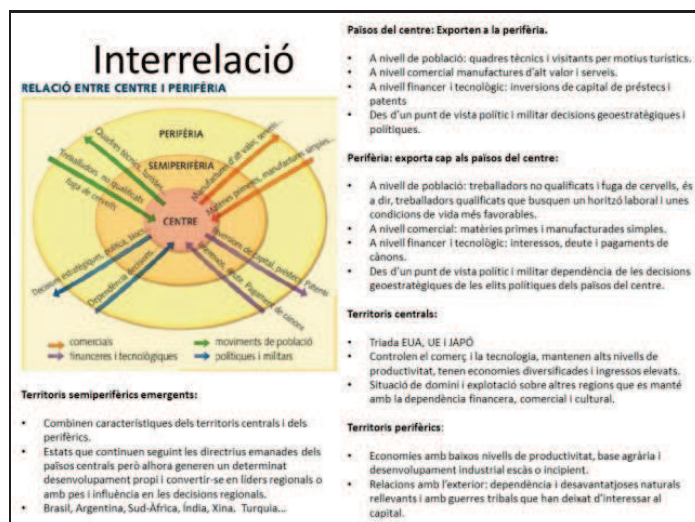 Interrelació
RELACIÓ ENTRE CENTRE I PERIFÈRIA
PERIFÈRIA
SEMIPERIFÈRIA
CENTRE
Quadres tècnics, turistes...
Treballadors no qualificats
fuga de cervells
Manufactures d'alt valor, serveis...
Matèries primeres, manufactures simples...
Decisions estratègiques, política, blocs
Dependència decisions
Inversions de capital, préstecs, Patents
Interessos, deute. Pagament de cànons
comercials
moviments de població
financeres i tecnològiques
polítiques i militars
Territoris semiperifèrics emergents:
• Combinen característiques dels territoris centrals i dels
perifèrics.
• Estats que continuen seguint les directrius emanades dels
països centrals però alhora generen un determinat
desenvolupament propi i convertir-se en líders regionals o
amb pes i influència en les decisions regionals.
• Brasil, Argentina, Sud-Àfrica, Índia, Xina. Turquia...
Països del centre: Exporten a la perifèria.
• A nivell de població: quadres tècnics i visitants per motius turístics.
• A nivell comercial manufactures d'alt valor i serveis.
• A nivell financer i tecnològic: inversions de capital de préstecs i
patents
• Des d'un punt de vista polític i militar decisions geoestratègiques i
polítiques.
Perifèria: exporta cap als països del centre:
• A nivell de població: treballadors no qualificats i fuga de cervells, és
a dir, treballadors qualificats que busquen un horitzó laboral i unes
condicions de vida més favorables.
• A nivell comercial: matèries primes i manufacturades simples.
• A nivell financer i tecnològic: interessos, deute i pagaments de
cànons.
• Des d'un punt de vista polític i militar dependència de les decisions
geoestratègiques de les elits polítiques dels països del centre.
Territoris centrals:
• Triada EUA, UE i JAPÓ
• Controlen el comerç i la tecnologia, mantenen alts nivells de
productivitat, tenen economies diversificades i ingressos elevats.
• Situació de domini i explotació sobre altres regions que es manté
amb la dependència financera, comercial i cultural.
Territoris perifèrics:
• Economies amb baixos nivells de productivitat, base agrària i
desenvolupament industrial escàs o incipient.
• Relacions amb l'exterior: dependència i desavantatjoses naturals
rellevants i amb guerres tribals que han deixat d'interessar al
capital.